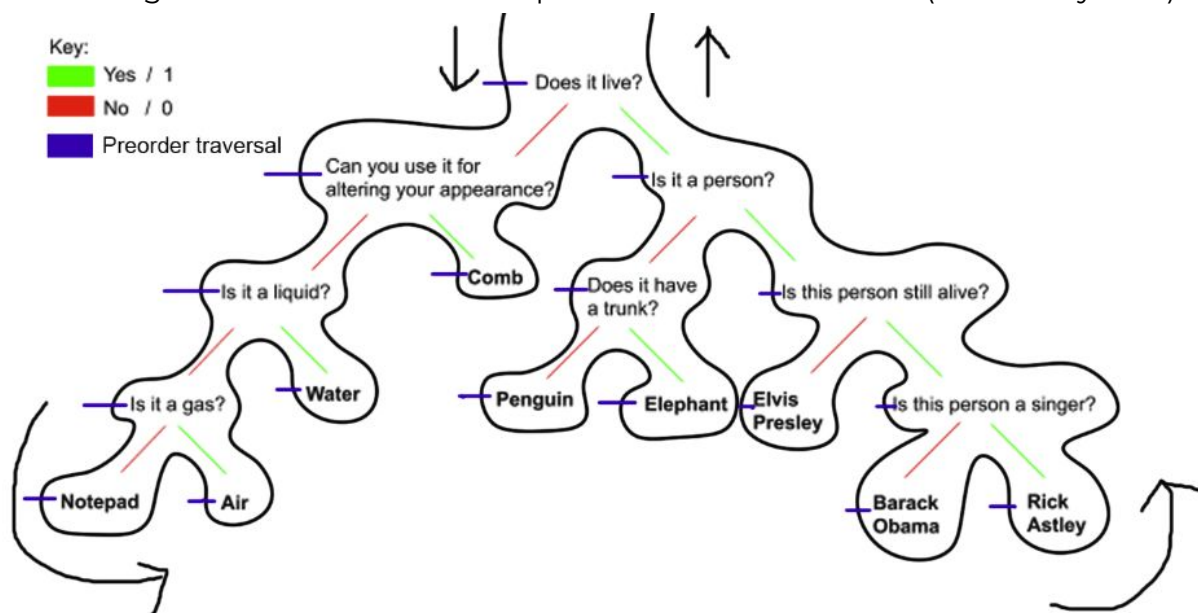 Key:
Yes / 1
No / 0
Preorder traversal
Does it live?
Can you use it for
altering your appearance?
Is it a person?
Is it a liquid?
Comb
Does it have
a trunk?
Is this person still alive?
Is it a gas?
Water
Penguin
Elephant
Elvis
Presley
Is this person a singer?
Notepad
Air
Barack
Obama
Rick
Astley